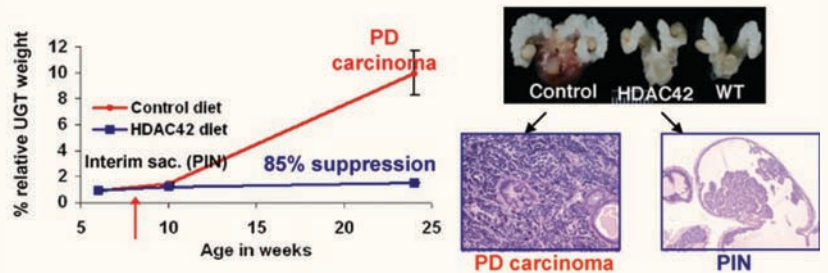 % relative UGT weight
12
10
8
6
4
2
0
5
10
15
20
25
Age in weeks
PD
carcinoma
Control diet
HDAC42 diet
Interim sac. (PIN)
85% suppression
Control HDAC42 WT
PD carcinoma
PIN